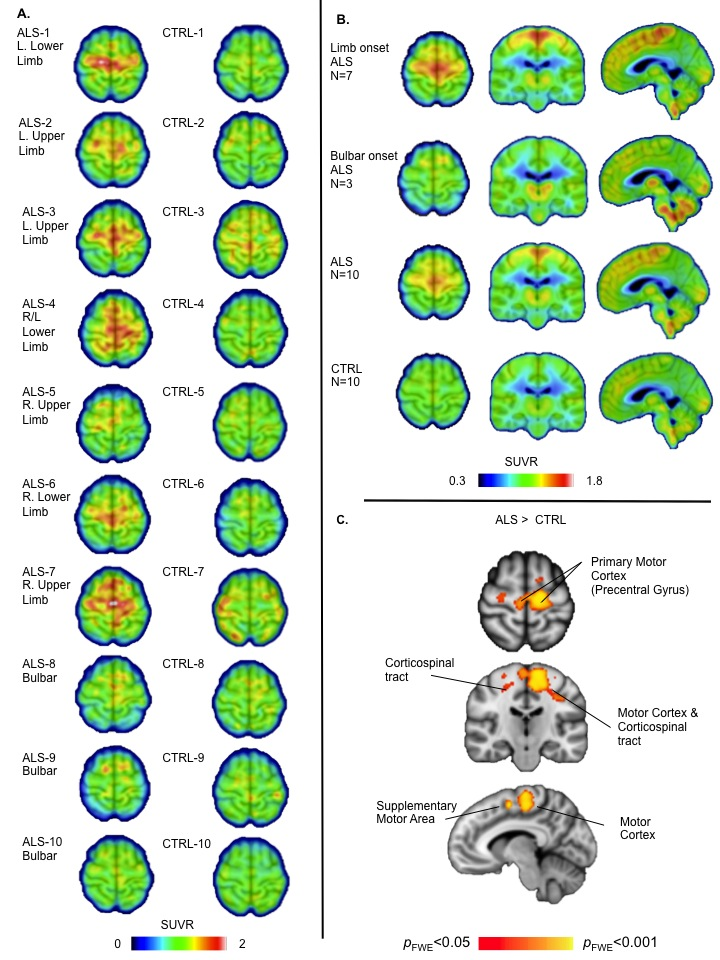 A.
ALS-1
L. Lower
Limb
CTRL-1
ALS-2
L. Upper
Limb
CTRL-2
ALS-3
L. Upper
Limb
CTRL-3
ALS-4
R/L
Lower
Limb
CTRL-4
ALS-5
R. Upper
Limb
CTRL-5
ALS-6
R. Lower
Limb
CTRL-6
ALS-7
R. Upper
Limb
CTRL-7
ALS-8
Bulbar
CTRL-8
ALS-9
Bulbar
CTRL-9
ALS-10
Bulbar
CTRL-10
SUVR
0 2
B.
Limb onset
ALS
N=7
Bulbar onset
ALS
N=3
ALS
N=10
CTRL
N=10
SUVR
0.3 1.8
C.
ALS > CTRL
Primary Motor
Cortex
(Precentral Gyrus)
Corticospinal
tract
Motor Cortex &
Corticospinal
tract
Supplementary
Motor Area
Motor
Cortex
pFWE<0.05 pFWE<0.001